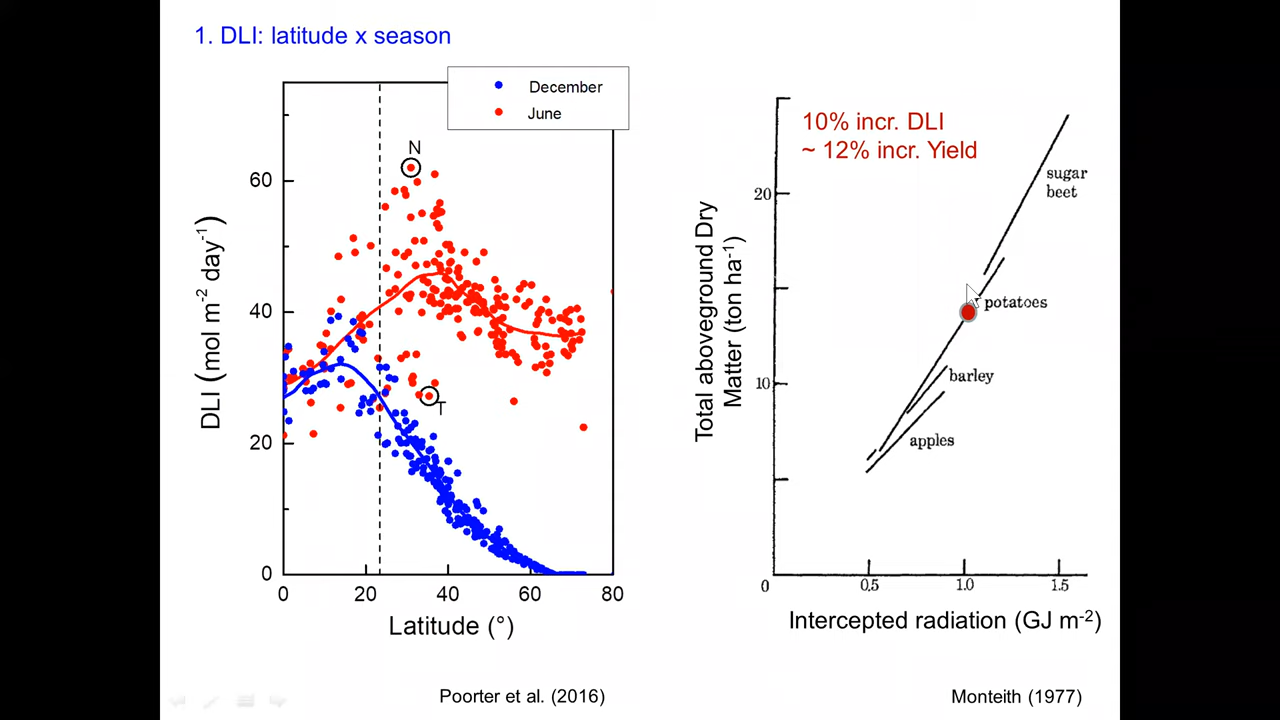 1. DLI: latitude x season
December
June
N
T
60
40
20
0
DLI (mol m⁻² day⁻¹)
0
20
40
60
80
Latitude (°)
Poorter et al. (2016)
10% incr. DLI
~ 12% incr. Yield
sugar
beet
potatoes
barley
apples
20
10
0
0.5
1.0
1.5
Total aboveground Dry
Matter (ton ha⁻¹)
Intercepted radiation (GJ m⁻²)
Monteith (1977)